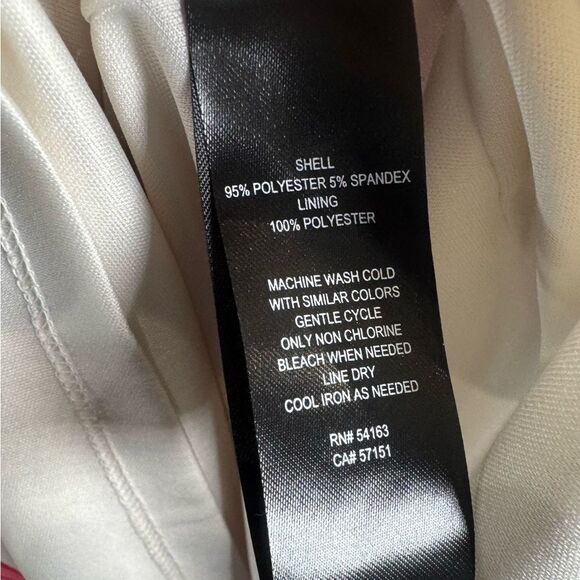 SHELL
95% POLYESTER 5% SPANDEX
LINING
100% POLYESTER
MACHINE WASH COLD
WITH SIMILAR COLORS
GENTLE CYCLE
ONLY NON CHLORINE
BLEACH WHEN NEEDED
LINE DRY
COOL IRON AS NEEDED
RN# 54163
CA# 57151